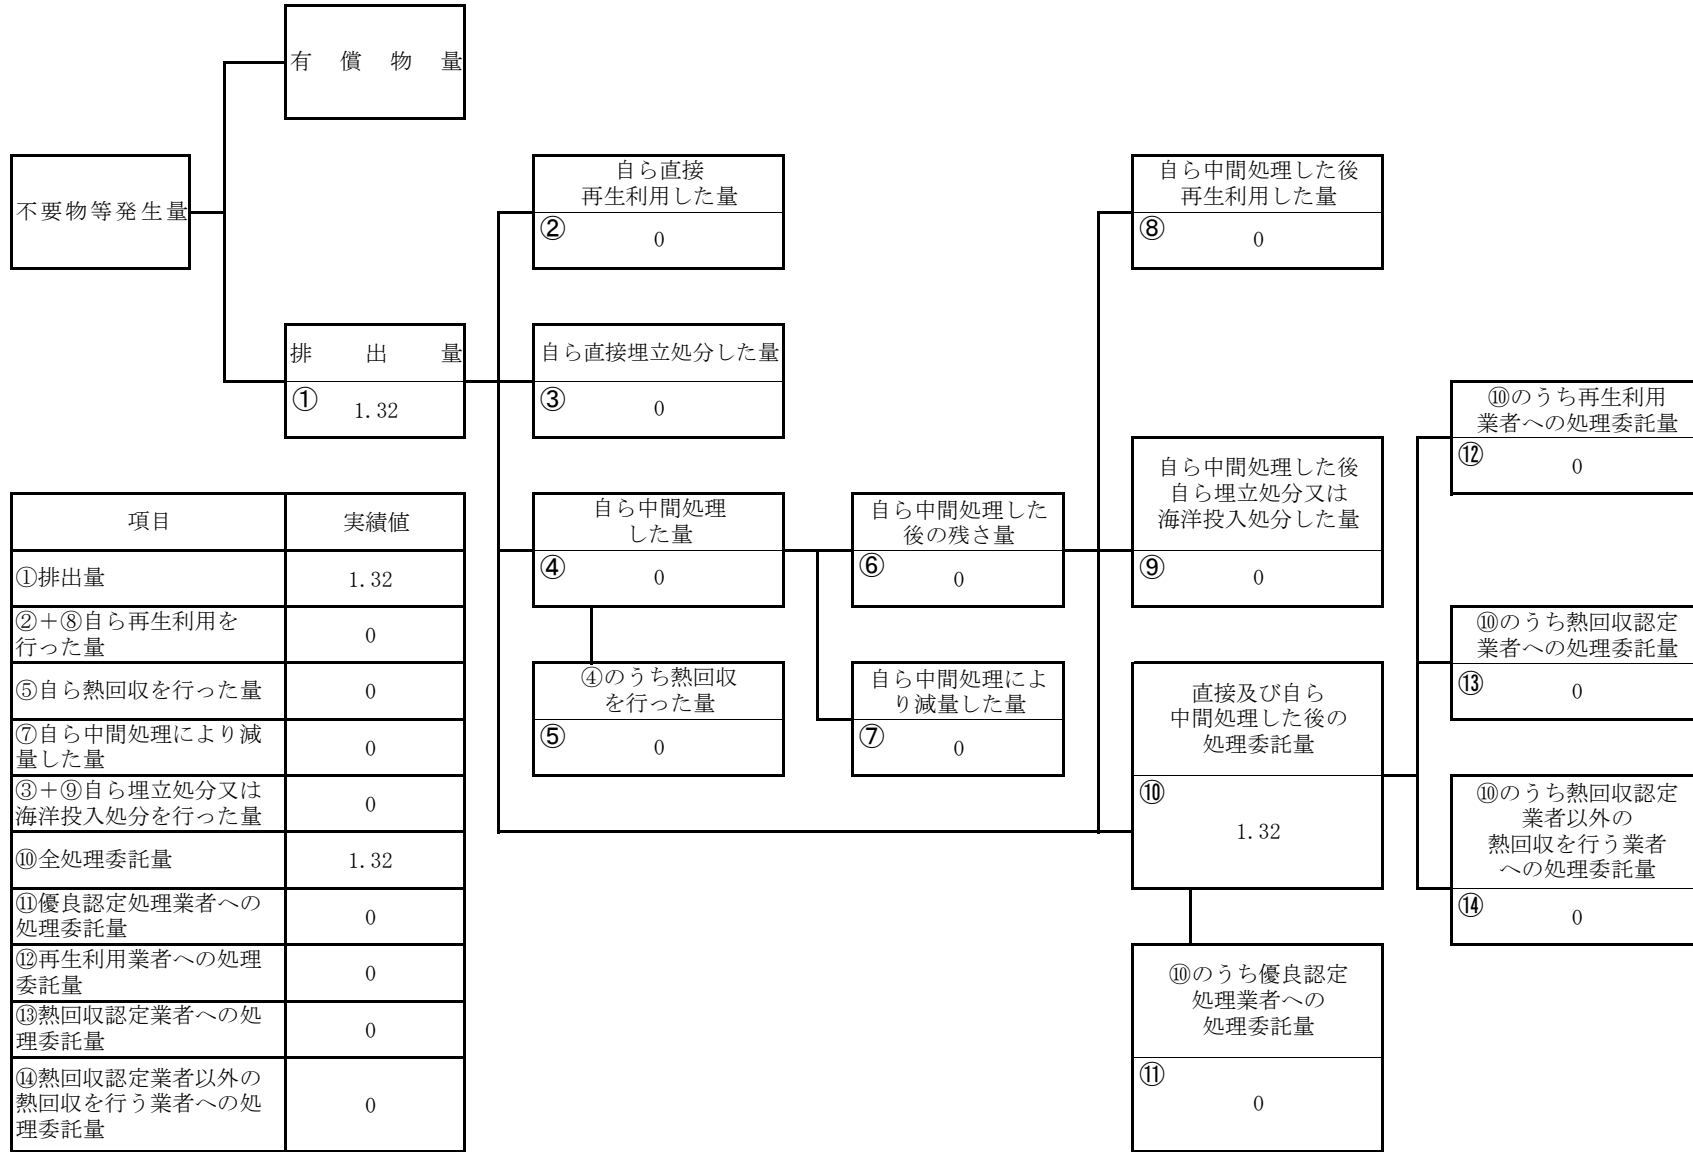 有償物量
不要物等発生量
排出量
① 1.32
自ら直接
再生利用した量
② 0
自ら直接埋立処分した量
③ 0
自ら中間処理
した量
④ 0
④のうち熱回収
を行った量
⑤ 0
自ら中間処理した
後の残さ量
⑥ 0
自ら中間処理によ
り減量した量
⑦ 0
自ら中間処理した後
再生利用した量
⑧ 0
自ら中間処理した後
自ら埋立処分又は
海洋投入処分した量
⑨ 0
直接及び自ら
中間処理した後の
処理委託量
⑩
1.32
⑩のうち優良認定
処理業者への
処理委託量
⑪
0
⑩のうち再生利用
業者への処理委託量
⑫ 0
⑩のうち熱回収認定
業者への処理委託量
⑬ 0
⑩のうち熱回収認定
業者以外の
熱回収を行う業者
への処理委託量
⑭ 0
項目 実績値
①排出量 1.32
②＋⑧自ら再生利用を
行った量 0
⑤自ら熱回収を行った量 0
⑦自ら中間処理により減
量した量 0
③＋⑨自ら埋立処分又は
海洋投入処分を行った量 0
⑩全処理委託量 1.32
⑪優良認定処理業者への
処理委託量 0
⑫再生利用業者への処理
委託量 0
⑬熱回収認定業者への処
理委託量 0
⑭熱回収認定業者以外の
熱回収を行う業者への処
理委託量 0